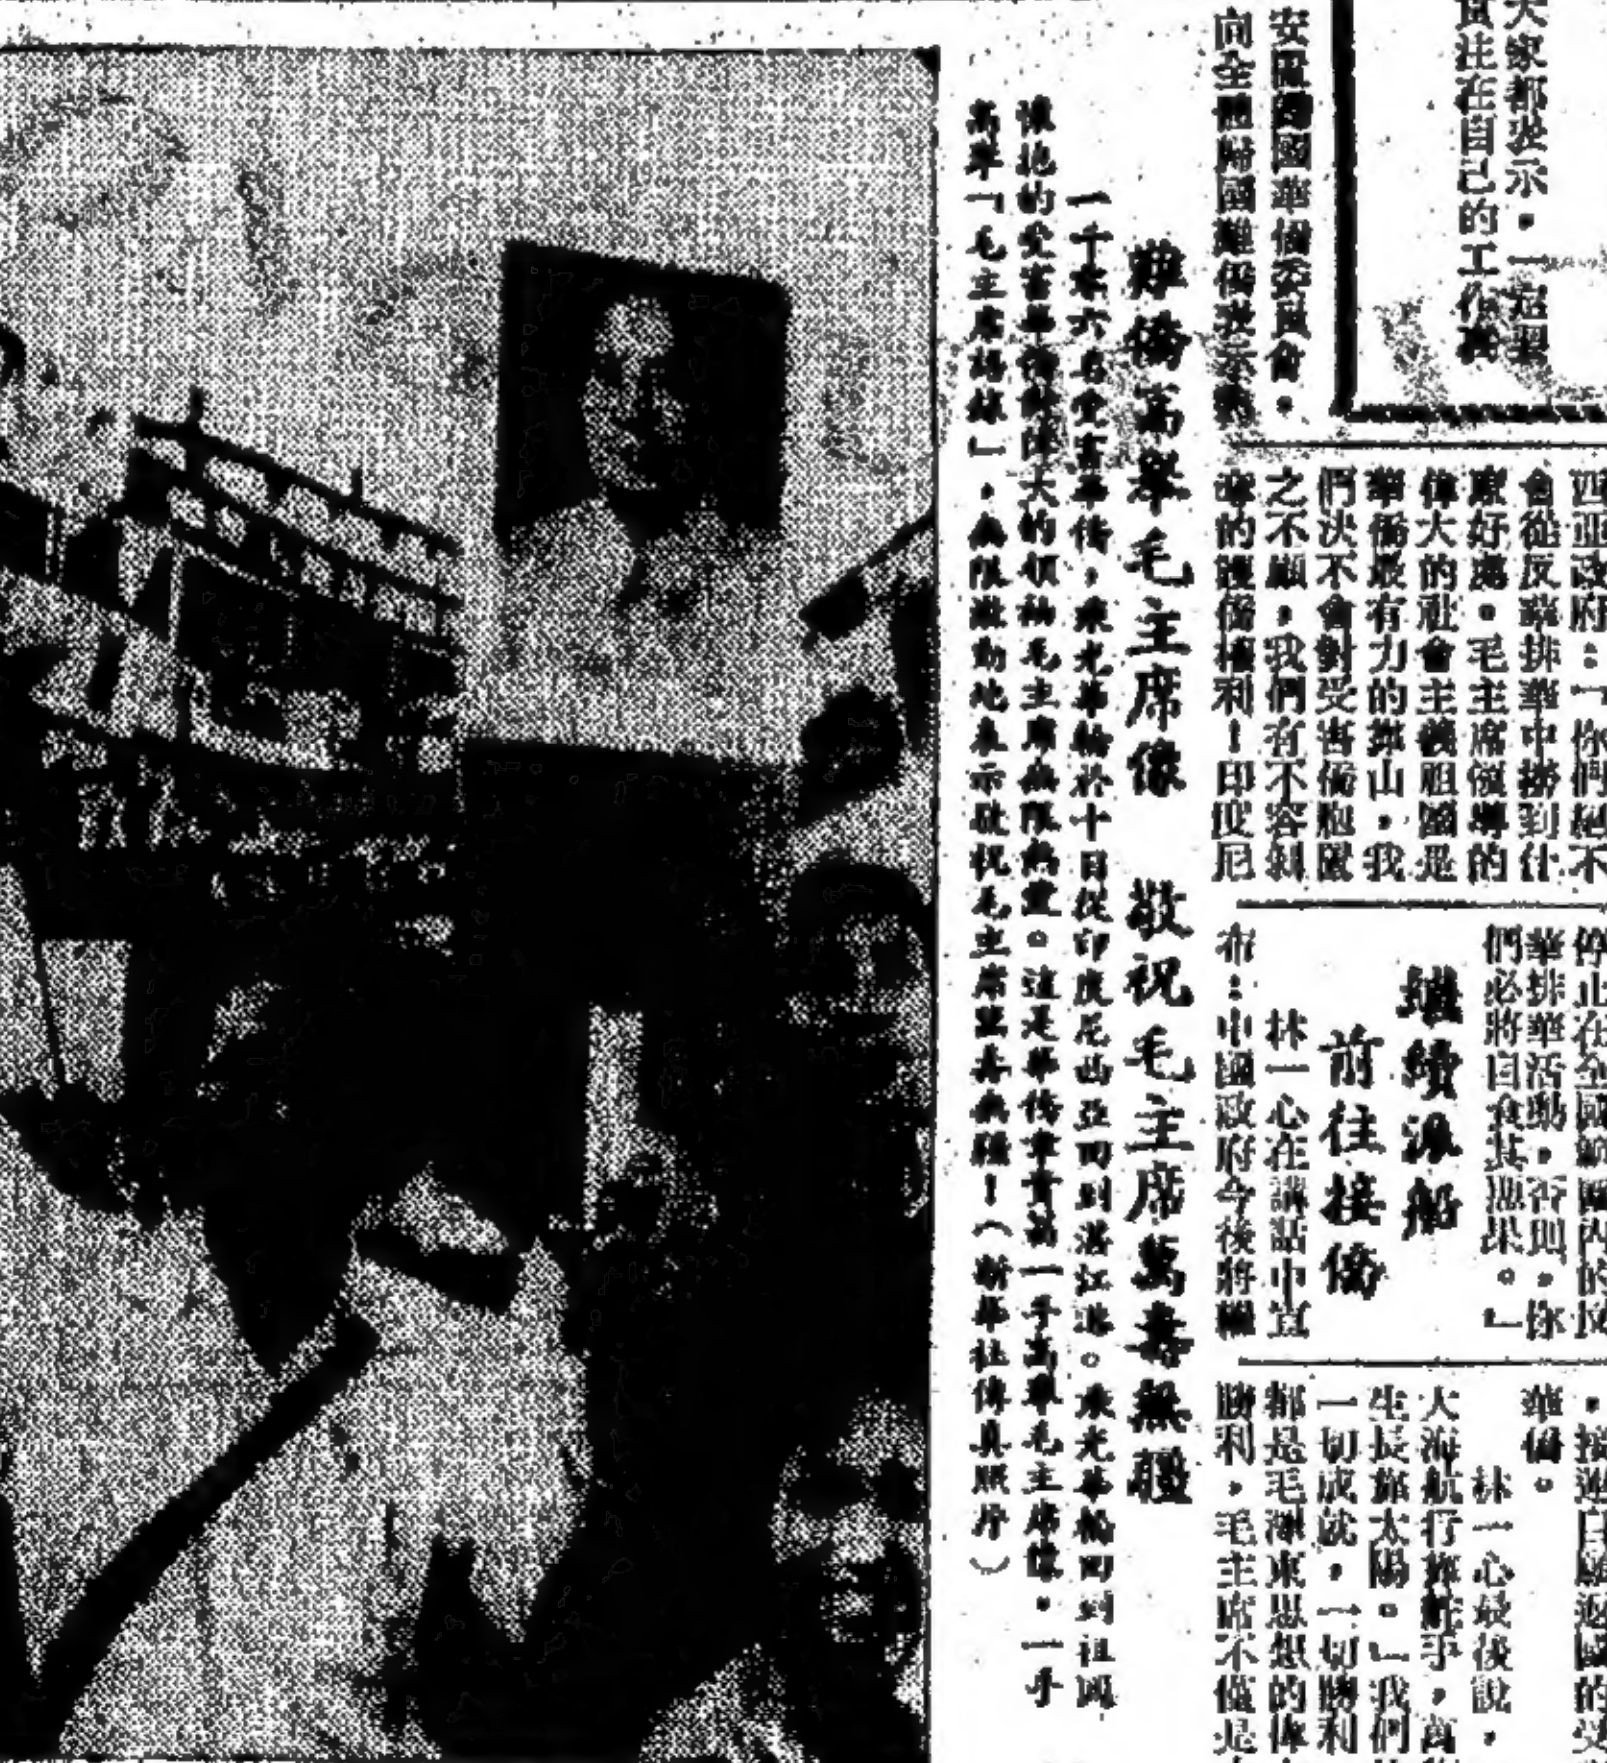 大家都表示，一定要
貫注在自己的工作
安置歸國華僑委員會，
向全體歸國難僑表示
西亞政府：「你們絕不
會從反華排華中撈到什
麼好處。毛主席領導的
偉大的社會主義祖國是
華僑最有力的靠山，我
們決不會對受害僑胞置
之不顧，我們有不容剝
奪的護僑權利！印度尼
停止在全國範圍內的反
華排華活動，否則，你
們必將自食其惡果。」
繼續派船
前往接僑
林一心在講話中宣
布：中國政府今後將繼
，接運自願返國的受
華僑。
林一心最後說，
大海航行靠舵手，萬物
生長靠太陽。」我們
一切成就，一切勝利
都是毛澤東思想的偉大
勝利，毛主席不僅是
難僑高舉毛主席像　敬祝毛主席萬壽無疆
一千零六名受害華僑，乘光華輪於十日從印度尼西亞回到湛江港。乘光華輪回到祖國
懷抱的受害華僑對偉大的領袖毛主席無限熱愛。這是華僑青年一手高舉毛主席像，一手
高舉「毛主席語錄」，無限激動地表示敬祝毛主席萬壽無疆！（新華社傳真照片）